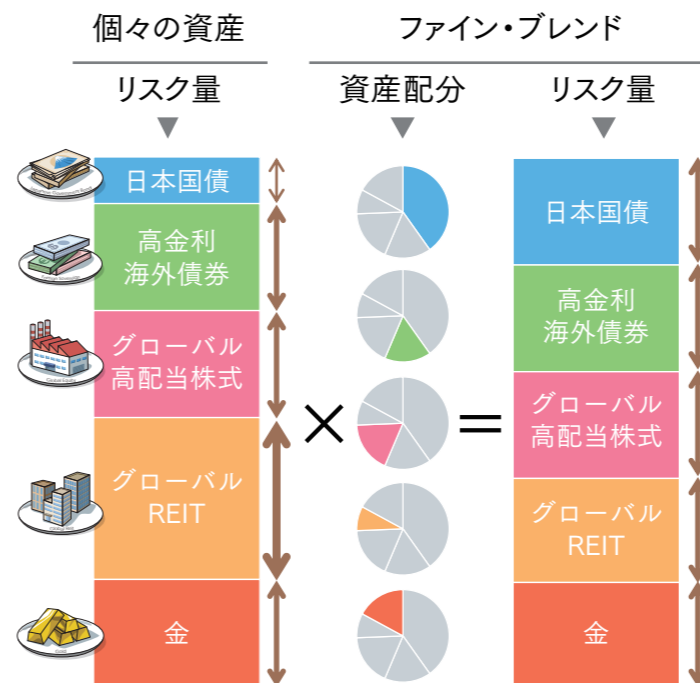 個々の資産
ファイン・ブレンド
リスク量
資産配分
リスク量
日本国債
高金利
海外債券
グローバル
高配当株式
グローバル
REIT
金
×
=
日本国債
高金利
海外債券
グローバル
高配当株式
グローバル
REIT
金